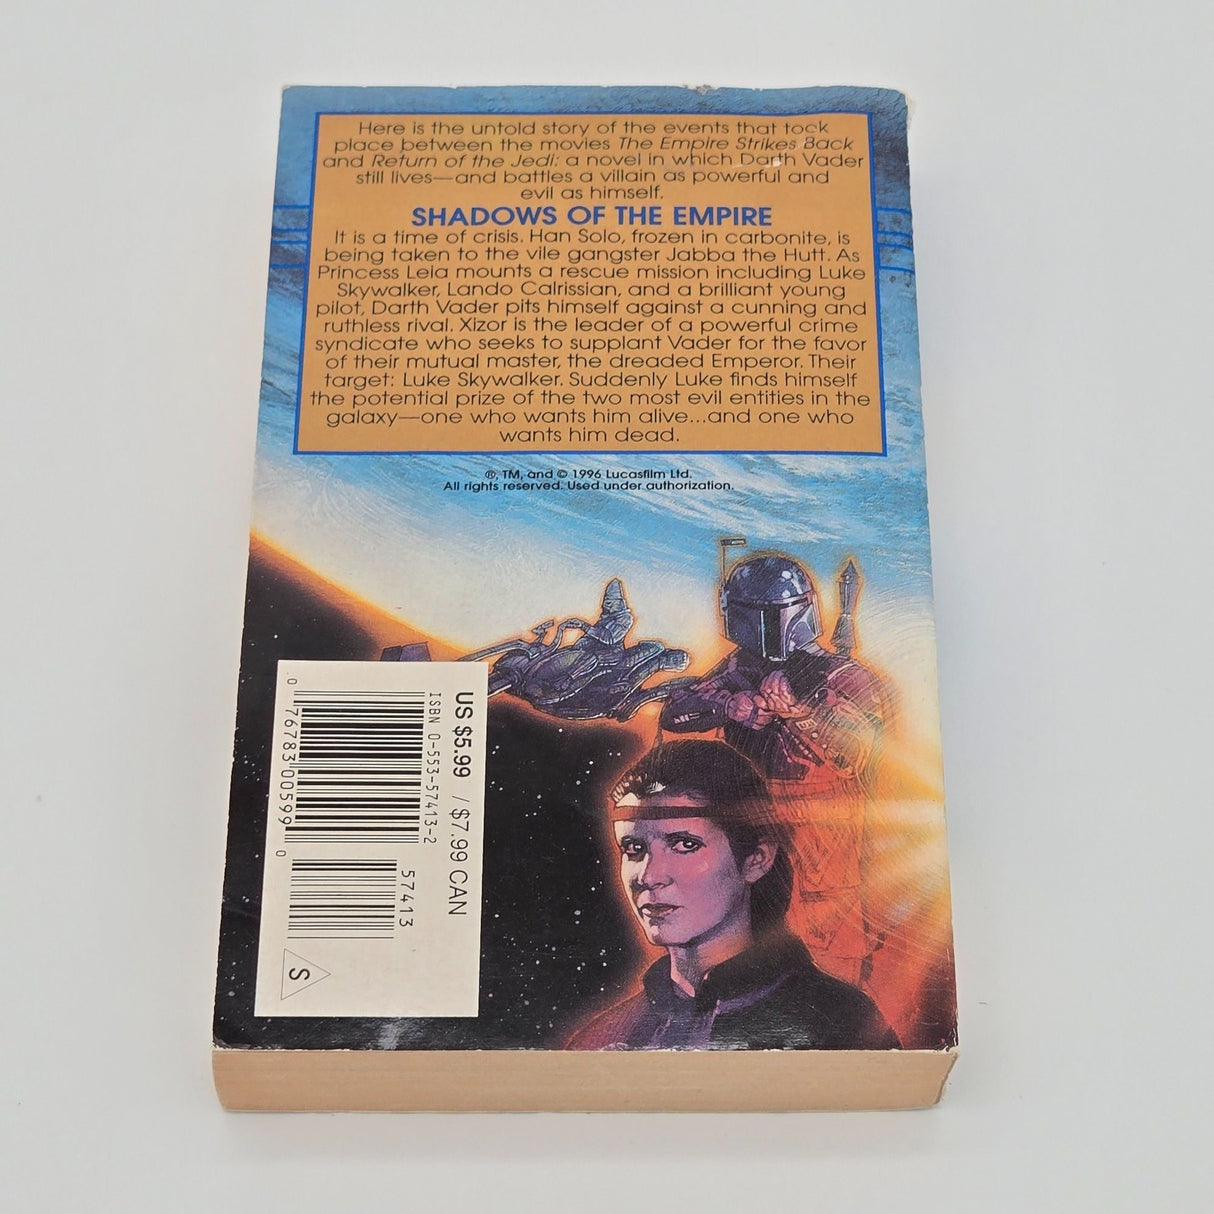 Here is the untold story of the events that took
place between the movies The Empire Strikes Back
and Return of the Jedi: a novel in which Darth Vader
still lives—and battles a villain as powerful and
evil as himself.
SHADOWS OF THE EMPIRE
It is a time of crisis. Han Solo, frozen in carbonite, is
being taken to the vile gangster Jabba the Hutt. As
Princess Leia mounts a rescue mission including Luke
Skywalker, Lando Calrissian, and a brilliant young
pilot, Darth Vader pits himself against a cunning and
ruthless rival. Xizor is the leader of a powerful crime
syndicate who seeks to supplant Vader for the favor
of their mutual master, the dreaded Emperor. Their
target: Luke Skywalker. Suddenly Luke finds himself
the potential prize of the two most evil entities in the
galaxy—one who wants him alive...and one who
wants him dead.
®, TM, and © 1996 Lucasfilm Ltd.
All rights reserved. Used under authorization.
US $5.99 / $7.99 CAN
ISBN 0-553-57413-2
57413
0 76783 00599 0
S